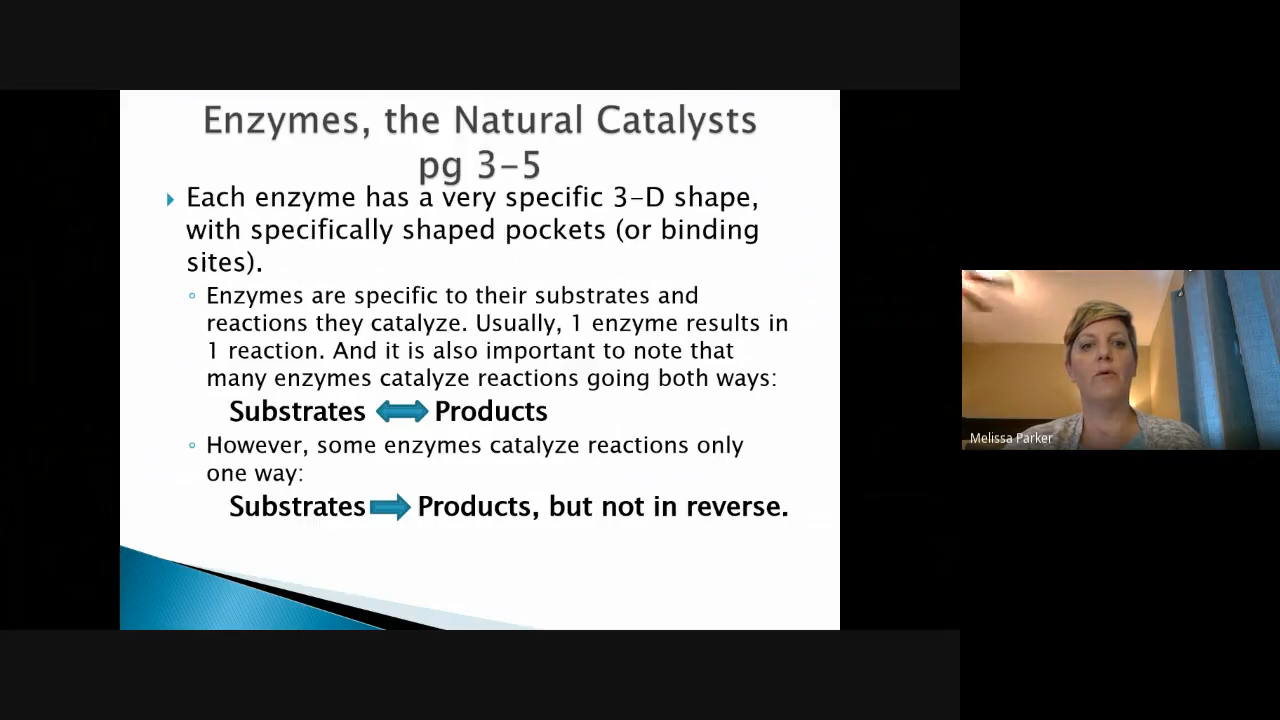 Enzymes, the Natural Catalysts
pg 3-5
Each enzyme has a very specific 3-D shape,
with specifically shaped pockets (or binding
sites).
Enzymes are specific to their substrates and
reactions they catalyze. Usually, 1 enzyme results in
1 reaction. And it is also important to note that
many enzymes catalyze reactions going both ways:
Substrates Products
However, some enzymes catalyze reactions only
one way:
Substrates Products, but not in reverse.
Melissa Parker